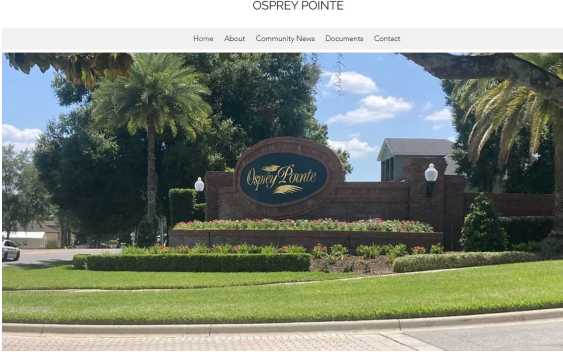 OSPREY POINTE
Home About Community News Documents Contact
Osprey Pointe